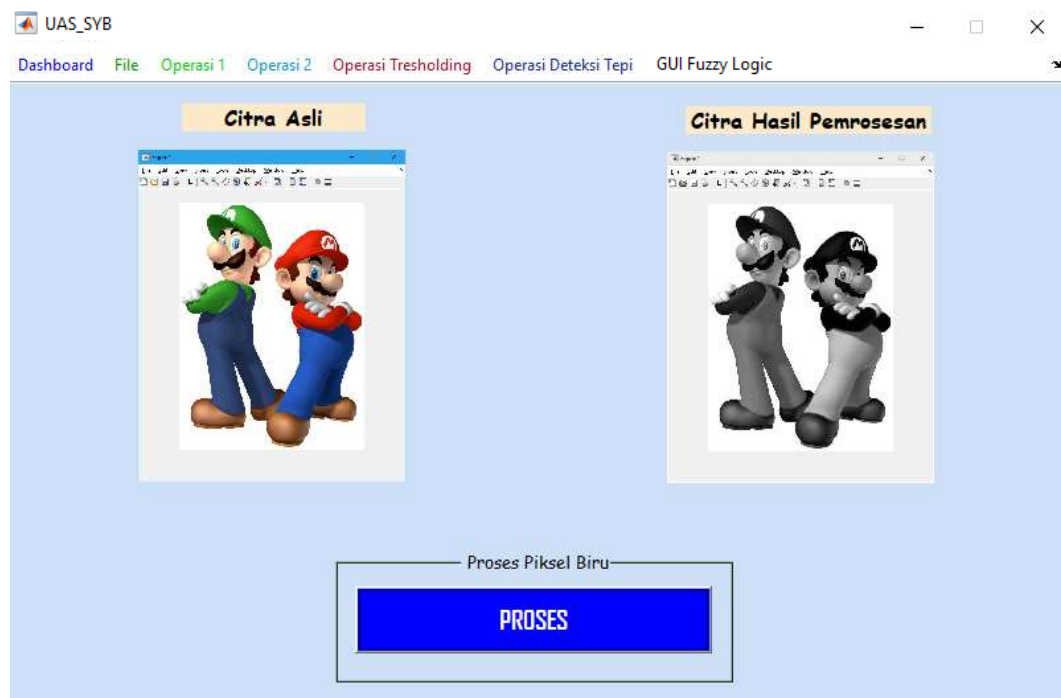 UAS_SYB
Dashboard File Operasi 1 Operasi 2 Operasi Tresholding Operasi Deteksi Tepi GUI Fuzzy Logic
Citra Asli
Citra Hasil Pemrosesan
M
M
Proses Piksel Biru
PROSES